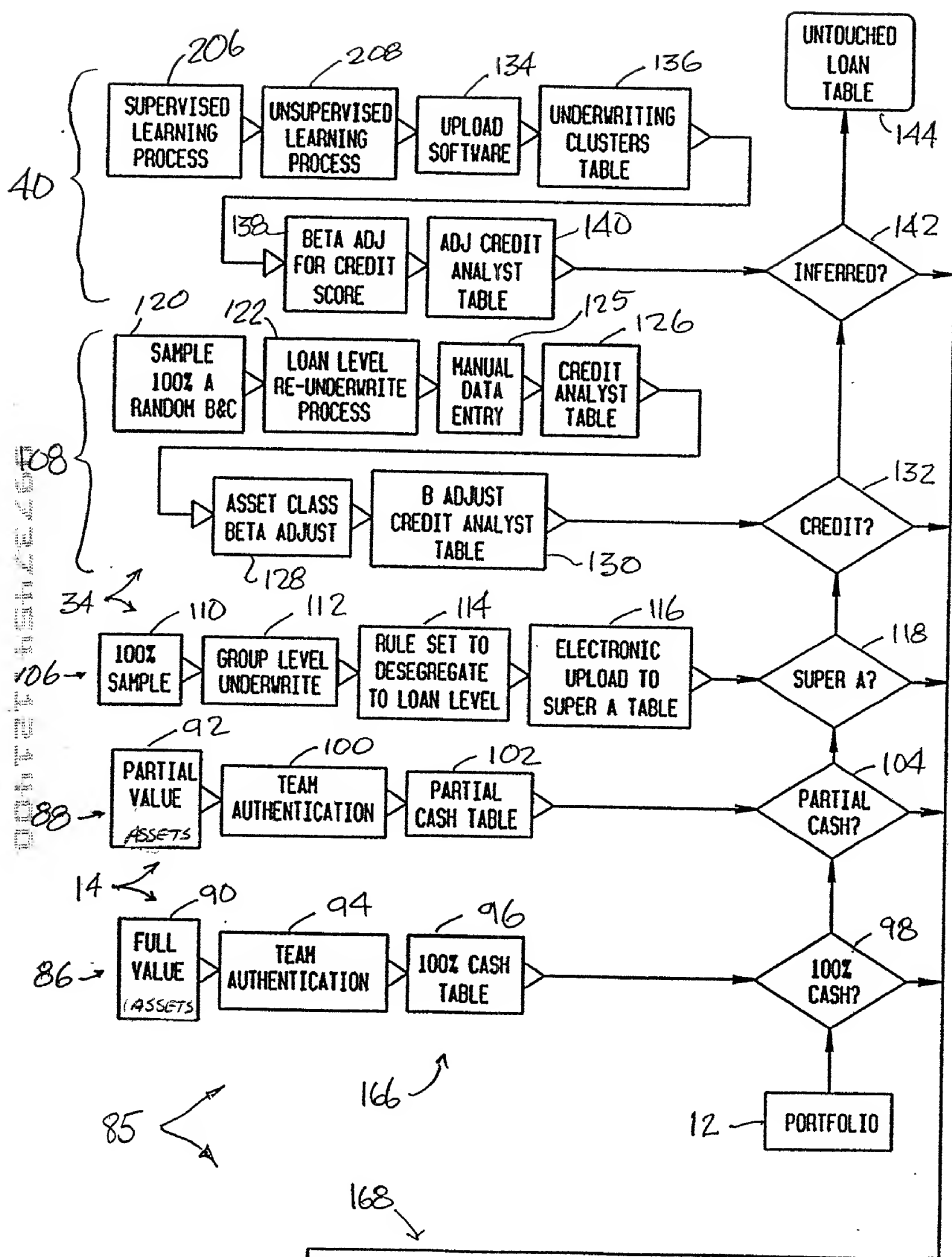 206
208
134
136
UNTOUCHED
LOAN
TABLE
144
40
SUPERVISED
LEARNING
PROCESS
UNSUPERVISED
LEARNING
PROCESS
UPLOAD
SOFTWARE
UNDERWRITING
CLUSTERS
TABLE
138
BETA ADJ
FOR CREDIT
SCORE
140
ADJ CREDIT
ANALYST
TABLE
142
INFERRED?
108
120
SAMPLE
100% A
RANDOM B&C
122
LOAN LEVEL
RE-UNDERWRITE
PROCESS
125
MANUAL
DATA
ENTRY
126
CREDIT
ANALYST
TABLE
ASSET CLASS
BETA ADJUST
128
B ADJUST
CREDIT ANALYST
TABLE
130
132
CREDIT?
34
106
110
100%
SAMPLE
112
GROUP LEVEL
UNDERWRITE
114
RULE SET TO
DESEGREGATE
TO LOAN LEVEL
116
ELECTRONIC
UPLOAD TO
SUPER A TABLE
118
SUPER A?
88
92
PARTIAL
VALUE
ASSETS
100
TEAM
AUTHENTICATION
102
PARTIAL
CASH TABLE
104
PARTIAL
CASH?
14
86
90
FULL
VALUE
(ASSETS
94
TEAM
AUTHENTICATION
96
100% CASH
TABLE
98
100%
CASH?
166
85
12
PORTFOLIO
168